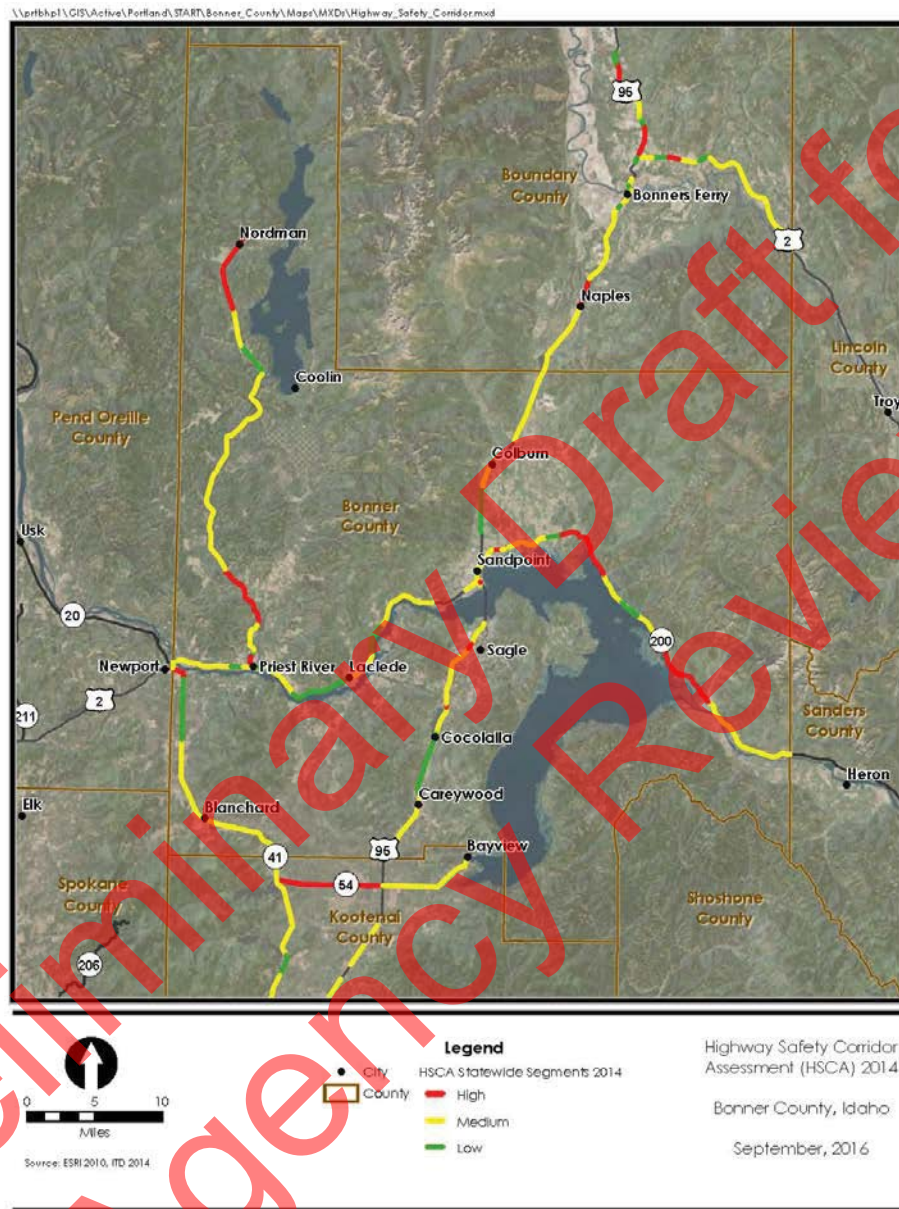 \\prtbhp1\GIS\Active\Portland\START\Bonner_County\Maps\MXDs\Highway_Safety_Corridor.mxd
95
Boundary
County
Bonners Ferry
Nordman
2
Naples
Lincoln
County
Coolin
Troy
Pend Oreille
County
Colburn
Bonner
County
Usk
Sandpoint
20
200
Sagle
Newport
Priest River
Laclede
2
211
Sanders
County
Cocolalla
Heron
Elk
Blanchard
Careywood
41
95
Bayview
54
Spokane
County
Shoshone
County
Kootenai
County
206
Preliminary Draft for
Agency Review
Legend
City
County
HSCA Statewide Segments 2014
High
Medium
Low
0 5 10
Miles
Source: ESRI 2010, ITD 2014
Highway Safety Corridor
Assessment (HSCA) 2014
Bonner County, Idaho
September, 2016